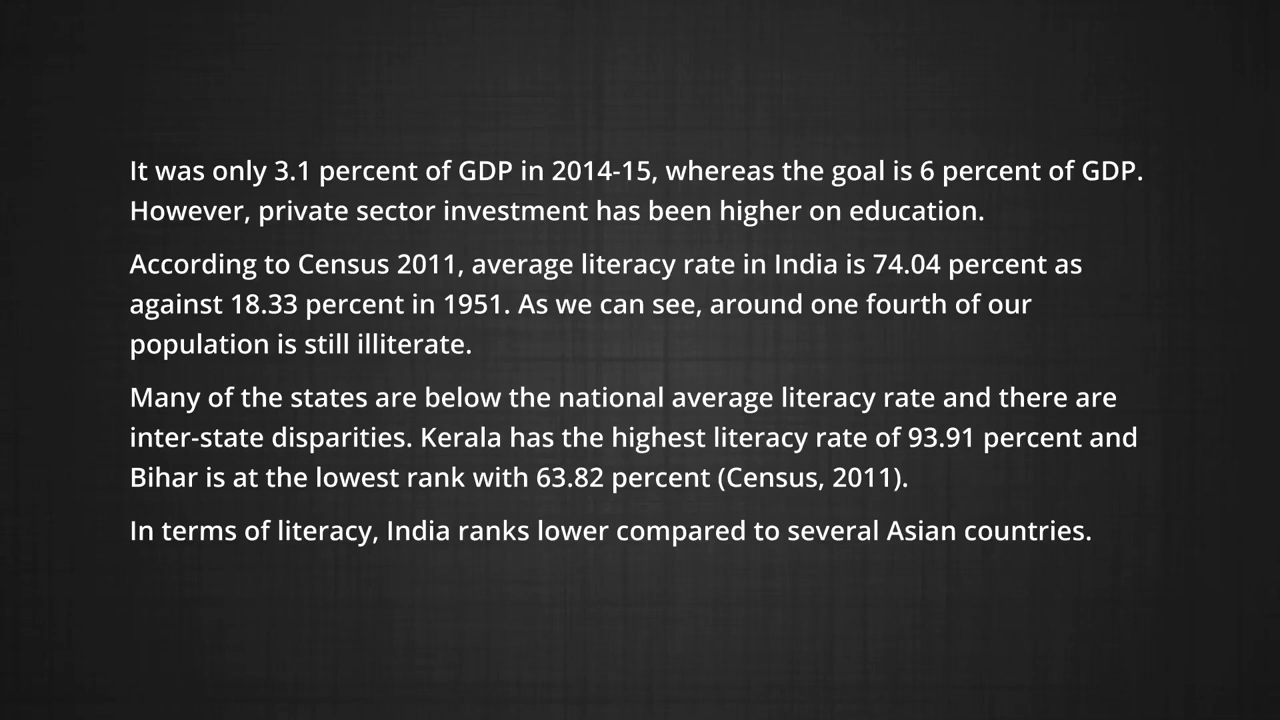 It was only 3.1 percent of GDP in 2014-15, whereas the goal is 6 percent of GDP.
However, private sector investment has been higher on education.
According to Census 2011, average literacy rate in India is 74.04 percent as
against 18.33 percent in 1951. As we can see, around one fourth of our
population is still illiterate.
Many of the states are below the national average literacy rate and there are
inter-state disparities. Kerala has the highest literacy rate of 93.91 percent and
Bihar is at the lowest rank with 63.82 percent (Census, 2011).
In terms of literacy, India ranks lower compared to several Asian countries.